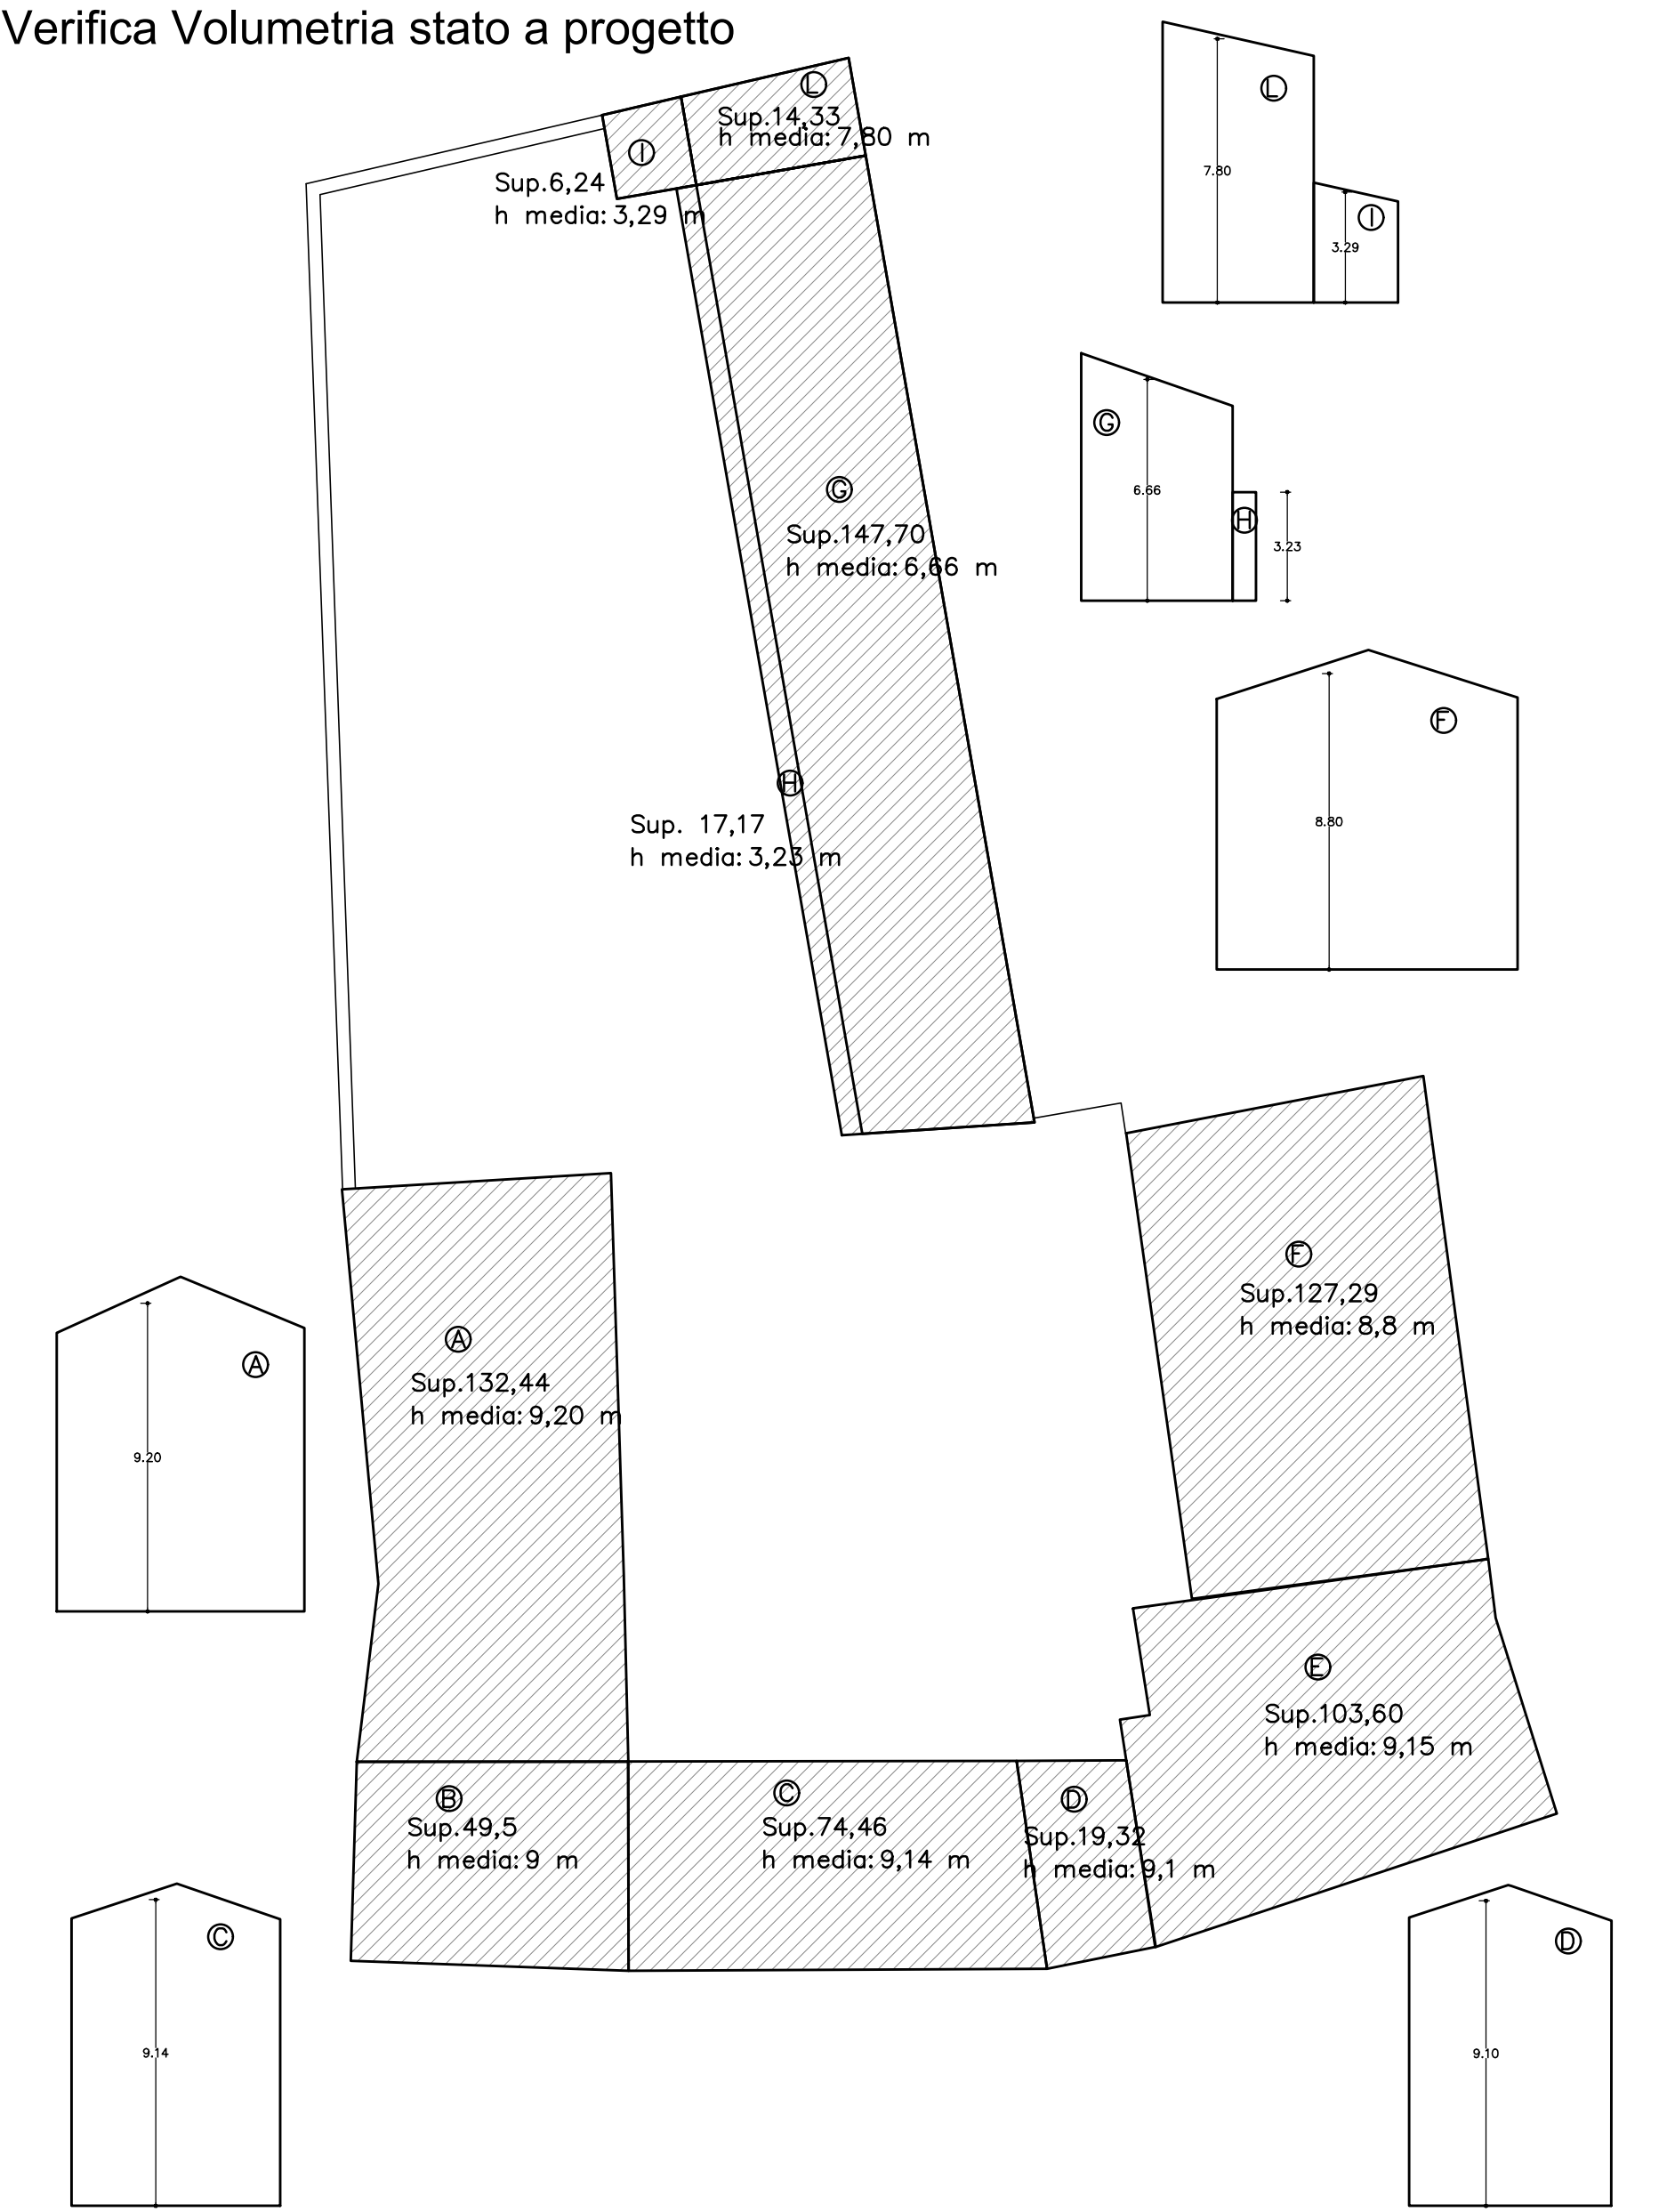 Verifica Volumetria stato a progetto
L
Sup.14,33
h media: 7,80 m
I
Sup.6,24
h media: 3,29 m
L
7.80
I
3.29
G
6.66
H
3.23
G
Sup.147,70
h media: 6,66 m
F
8.80
H
Sup. 17,17
h media: 3,23 m
F
Sup.127,29
h media: 8,8 m
A
9.20
A
Sup.132,44
h media: 9,20 m
E
Sup.103,60
h media: 9,15 m
B
Sup.49,5
h media: 9 m
C
Sup.74,46
h media: 9,14 m
D
Sup.19,32
h media: 9,1 m
C
9.14
D
9.10